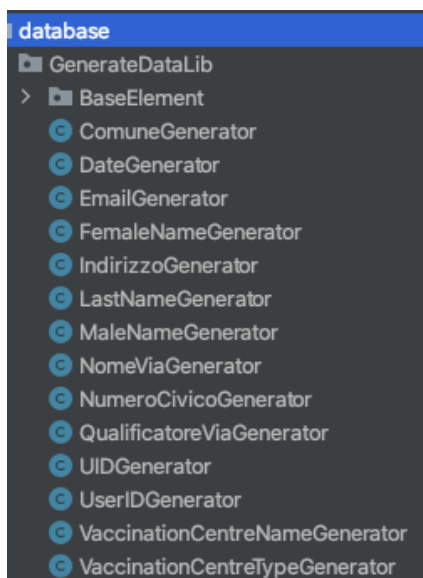 database
GenerateDataLib
BaseElement
ComuneGenerator
DateGenerator
EmailGenerator
FemaleNameGenerator
IndirizzoGenerator
LastNameGenerator
MaleNameGenerator
NomeViaGenerator
NumeroCivicoGenerator
QualificatoreViaGenerator
UIDGenerator
UserIDGenerator
VaccinationCentreNameGenerator
VaccinationCentreTypeGenerator